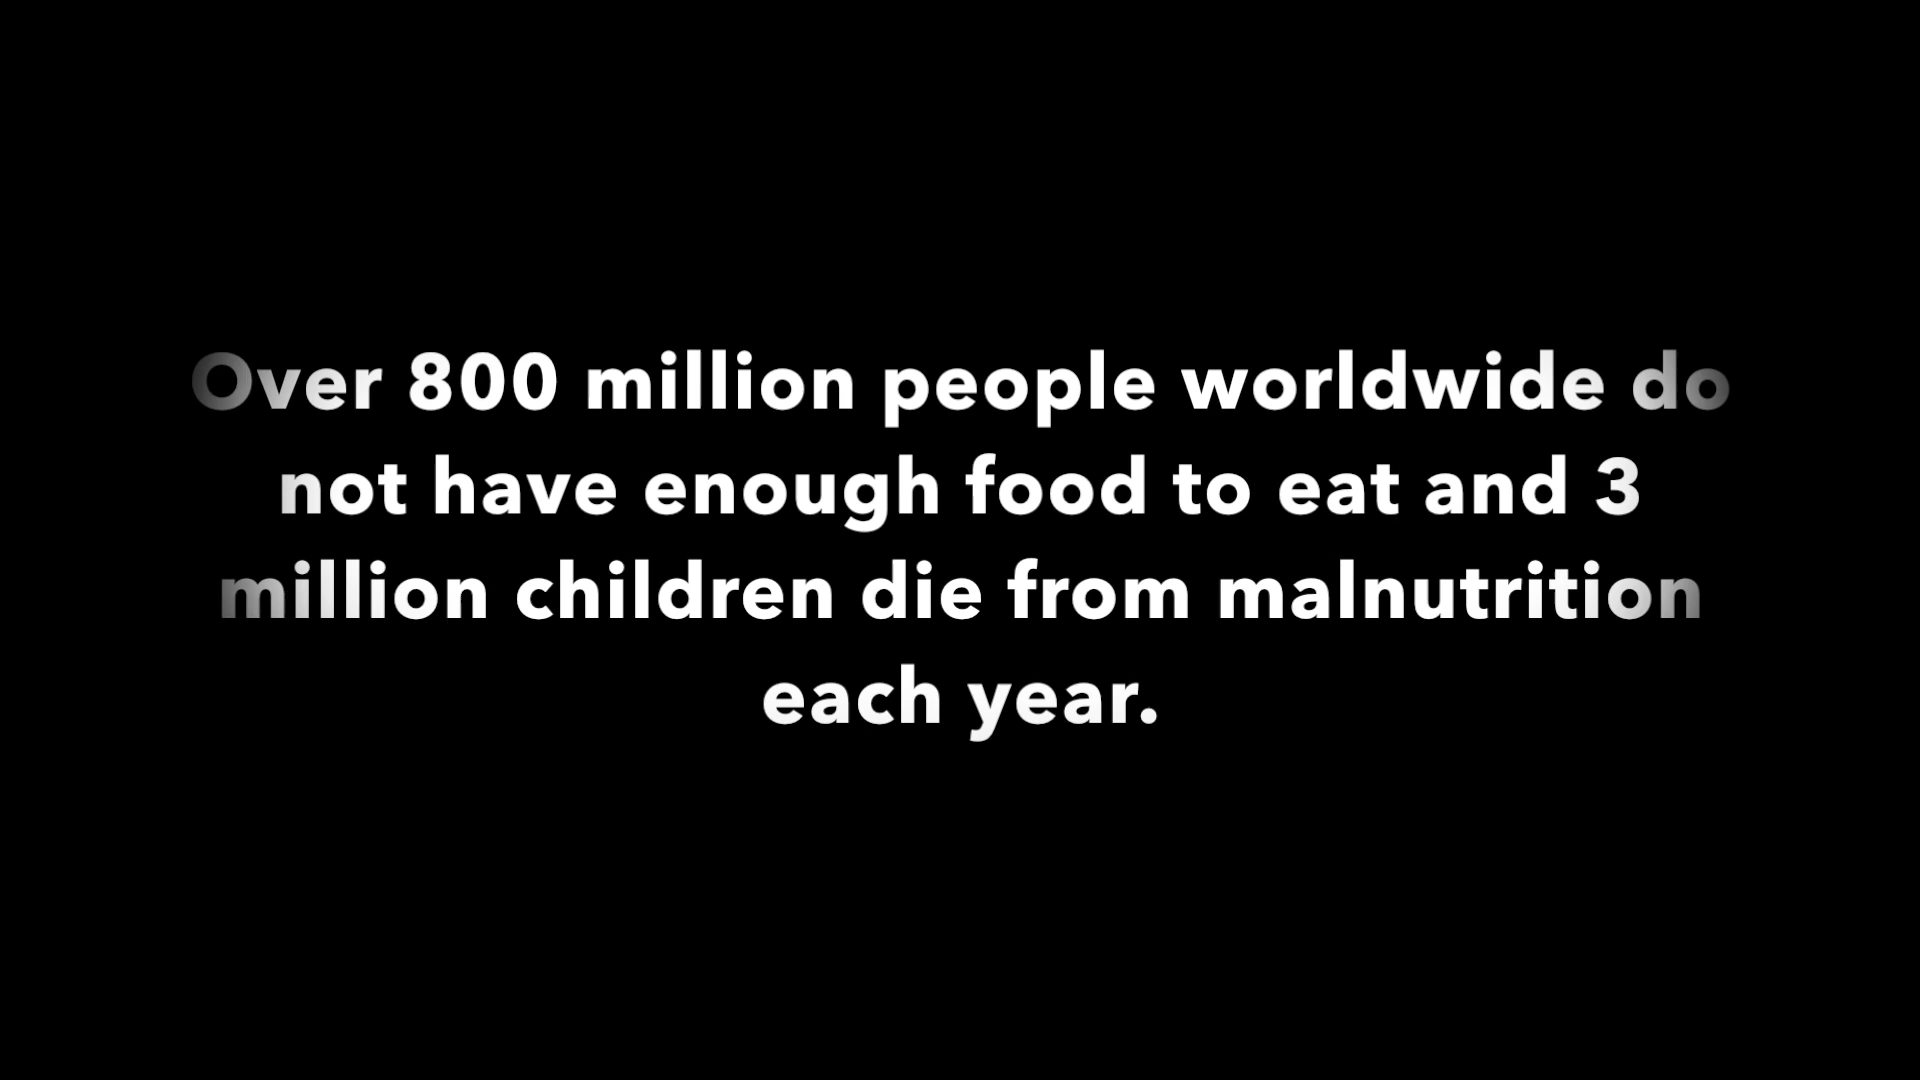 Over 800 million people worldwide do
not have enough food to eat and 3
million children die from malnutrition
each year.